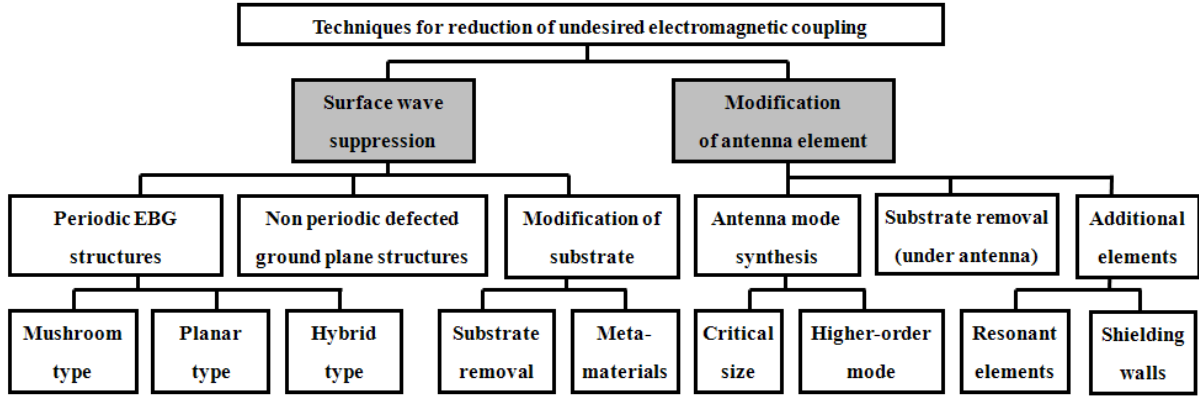 Techniques for reduction of undesired electromagnetic coupling
Surface wave
suppression
Modification
of antenna element
Periodic EBG
structures
Non periodic defected
ground plane structures
Modification of
substrate
Antenna mode
synthesis
Substrate removal
(under antenna)
Additional
elements
Mushroom
type
Planar
type
Hybrid
type
Substrate
removal
Meta-
materials
Critical
size
Higher-order
mode
Resonant
elements
Shielding
walls